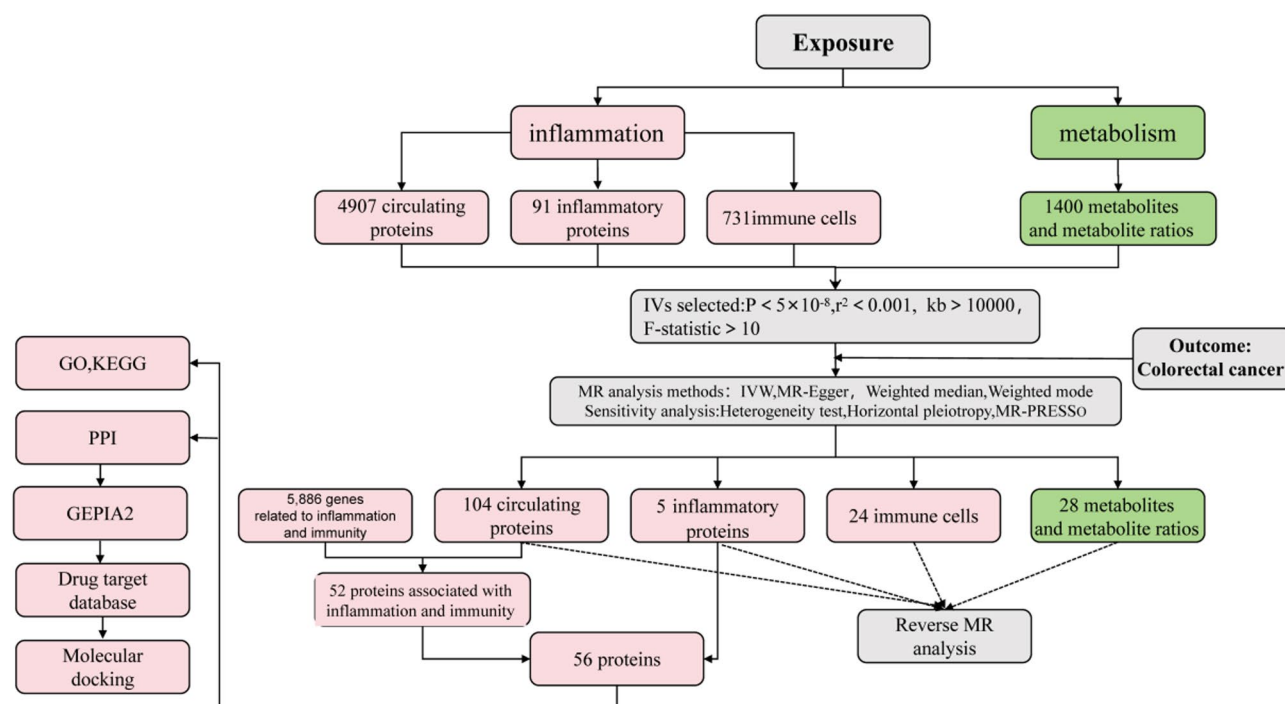 Exposure
inflammation
metabolism
4907 circulating
proteins
91 inflammatory
proteins
731immune cells
1400 metabolites
and metabolite ratios
IVs selected:P < 5×10⁻⁸,r² < 0.001, kb > 10000,
F-statistic > 10
Outcome:
Colorectal cancer
MR analysis methods: IVW,MR-Egger, Weighted median,Weighted mode
Sensitivity analysis:Heterogeneity test,Horizontal pleiotropy,MR-PRESSO
GO,KEGG
PPI
GEPIA2
Drug target
database
Molecular
docking
5,886 genes
related to inflammation
and immunity
104 circulating
proteins
5 inflammatory
proteins
24 immune cells
28 metabolites
and metabolite ratios
52 proteins associated with
inflammation and immunity
56 proteins
Reverse MR
analysis